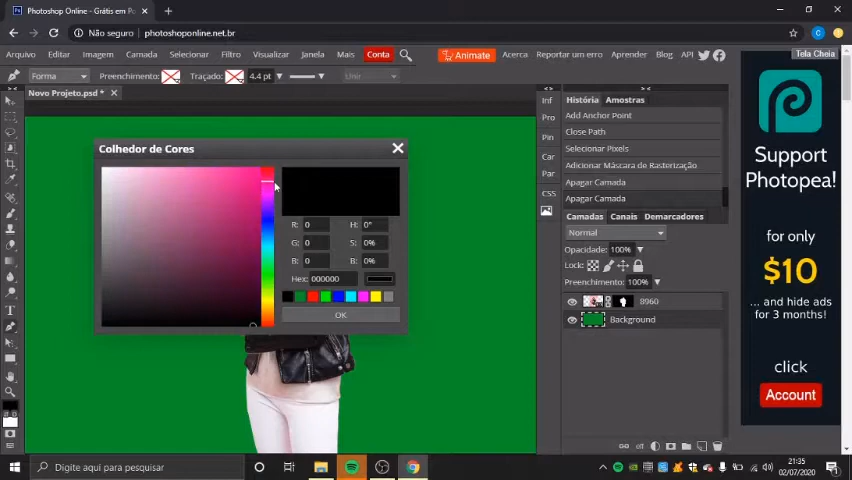 Photoshop Online - Grátis em Po
Não seguro | photoshoponline.net.br
Arquivo Editar Imagem Camada Selecionar Filtro Visualizar Janela Mais Conta Animate Acerca Reportar um erro Aprender Blog API Tela Cheia
Forma Preenchimento: Traçado: 4.4 pt Unir
Novo Projeto.psd *
Inf
Pro
Pin
Car
Par
CSS
História Amostras
Add Anchor Point
Close Path
Selecionar Pixels
Adicionar Máscara de Rasterização
Apagar Camada
Apagar Camada
Camadas Canais Demarcadores
Normal
Opacidade: 100%
Lock:
Preenchimento: 100%
8960
Background
off
Colhedor de Cores
R: 0 H: 0°
G: 0 S: 0%
B: 0 B: 0%
Hex: 000000
OK
Support
Photopea!
for only
$10
... and hide ads
for 3 months!
click
Account
Digite aqui para pesquisar
21:35
02/07/2020